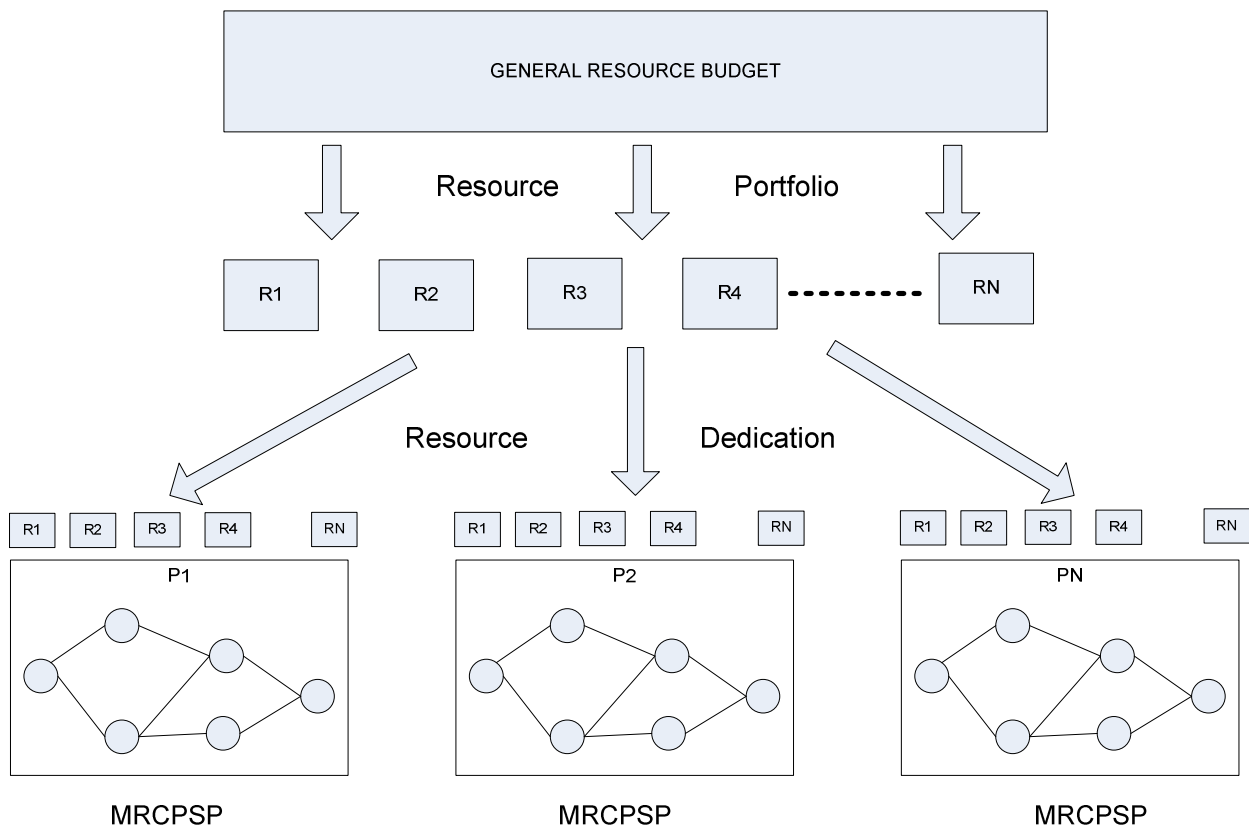 GENERAL RESOURCE BUDGET
Resource Portfolio
R1 R2 R3 R4 RN
Resource Dedication
R1 R2 R3 R4 RN R1 R2 R3 R4 RN R1 R2 R3 R4 RN
P1 P2 PN
MRCPSP MRCPSP MRCPSP